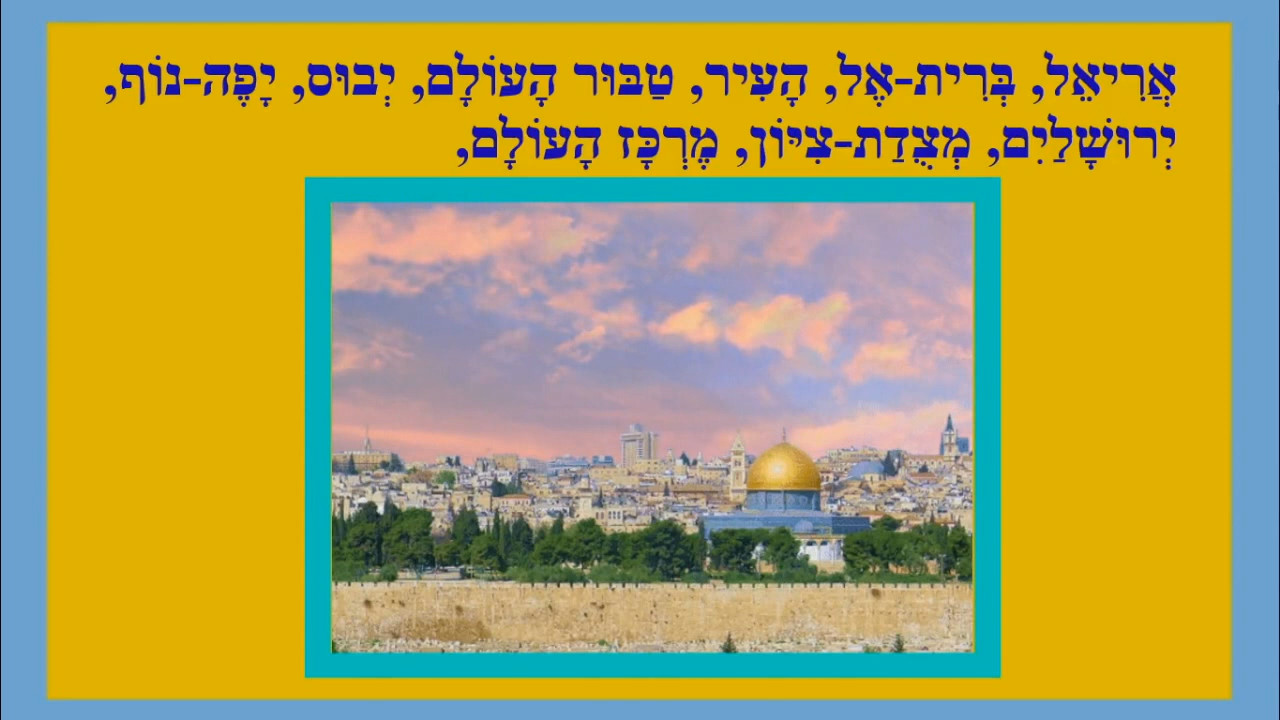 אֲרִיאֵל, בְּרִית-אֶל, הָעִיר, טַבּוּר הָעוֹלָם, יְבוּס, יָפֶה-נוֹף,
יְרוּשָׁלַיִם, מְצֻדַת-צִיּוֹן, מֶרְכָּז הָעוֹלָם,